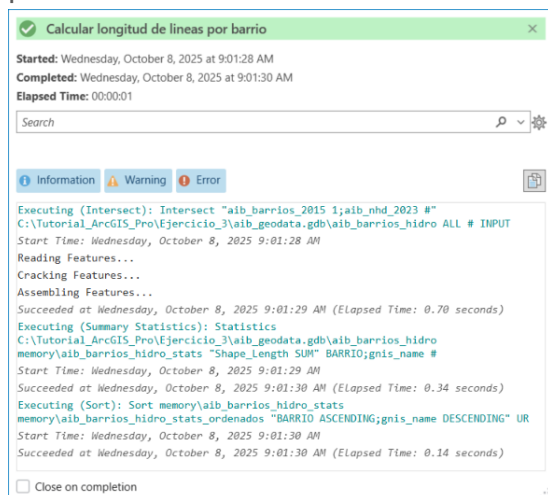 Calcular longitud de lineas por barrio
Started: Wednesday, October 8, 2025 at 9:01:28 AM
Completed: Wednesday, October 8, 2025 at 9:01:30 AM
Elapsed Time: 00:00:01
Search
Information Warning Error
Executing (Intersect): Intersect "aib_barrios_2015 1;aib_nhd_2023 #"
C:\Tutorial_ArcGIS_Pro\Ejercicio_3\aib_geodata.gdb\aib_barrios_hidro ALL # INPUT
Start Time: Wednesday, October 8, 2025 9:01:28 AM
Reading Features...
Cracking Features...
Assembling Features...
Succeeded at Wednesday, October 8, 2025 9:01:29 AM (Elapsed Time: 0.70 seconds)
Executing (Summary Statistics): Statistics
C:\Tutorial_ArcGIS_Pro\Ejercicio_3\aib_geodata.gdb\aib_barrios_hidro
memory\aib_barrios_hidro_stats "Shape_Length SUM" BARRIO;gnis_name #
Start Time: Wednesday, October 8, 2025 9:01:29 AM
Succeeded at Wednesday, October 8, 2025 9:01:30 AM (Elapsed Time: 0.34 seconds)
Executing (Sort): Sort memory\aib_barrios_hidro_stats
memory\aib_barrios_hidro_stats_ordenados "BARRIO ASCENDING;gnis_name DESCENDING" UR
Start Time: Wednesday, October 8, 2025 9:01:30 AM
Succeeded at Wednesday, October 8, 2025 9:01:30 AM (Elapsed Time: 0.14 seconds)
Close on completion